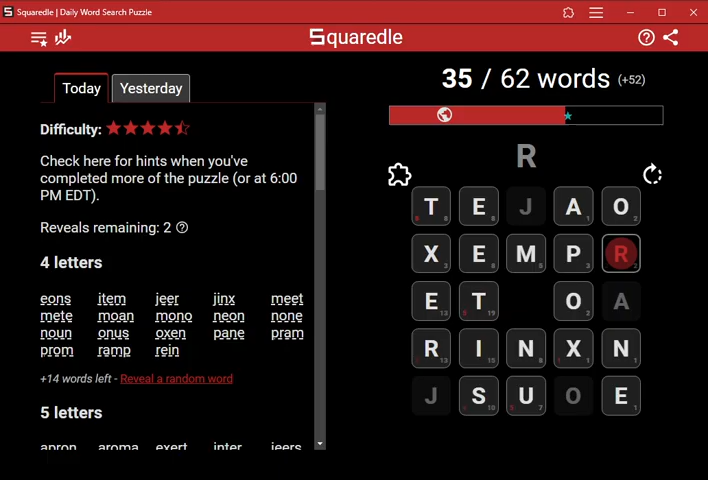 Squaredle | Daily Word Search Puzzle
Squaredle
Today
Yesterday
35 / 62 words (+52)
Difficulty:
Check here for hints when you've
completed more of the puzzle (or at 6:00
PM EDT).
Reveals remaining: 2
R
4 letters
eons item jeer jinx meet
mete moan mono neon none
noun onus oxen pane pram
prom ramp rein
+14 words left - Reveal a random word
5 letters
apron aroma exert inter jeers
T E J A O
X E M P R
E T O A
R I N X N
J S U O E